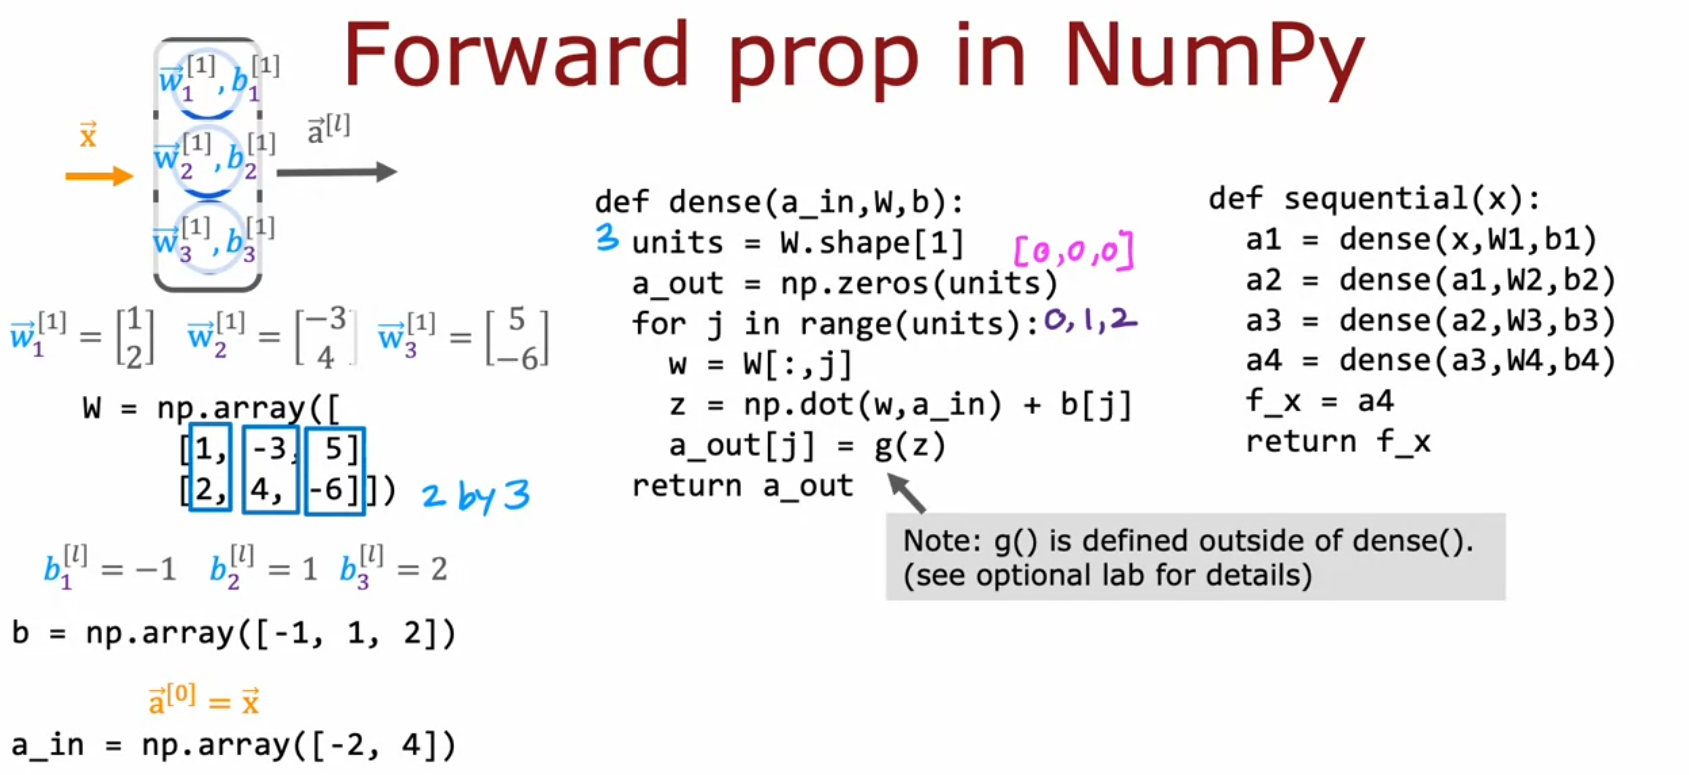 Forward prop in NumPy
w⃗₁^[1], b₁^[1]
w⃗₂^[1], b₂^[1]
w⃗₃^[1], b₃^[1]
x⃗
a⃗^[l]
w⃗₁^[1] = [1 2] w⃗₂^[1] = [−3 4] w⃗₃^[1] = [5 −6]
W = np.array([
[1, -3, 5]
[2, 4, -6]]) 2 by 3
b₁^[l] = −1 b₂^[l] = 1 b₃^[l] = 2
b = np.array([-1, 1, 2])
a⃗^[0] = x⃗
a_in = np.array([-2, 4])
def dense(a_in,W,b):
3 units = W.shape[1] [0,0,0]
a_out = np.zeros(units)
for j in range(units): 0,1,2
w = W[:,j]
z = np.dot(w,a_in) + b[j]
a_out[j] = g(z)
return a_out
Note: g() is defined outside of dense().
(see optional lab for details)
def sequential(x):
a1 = dense(x,W1,b1)
a2 = dense(a1,W2,b2)
a3 = dense(a2,W3,b3)
a4 = dense(a3,W4,b4)
f_x = a4
return f_x